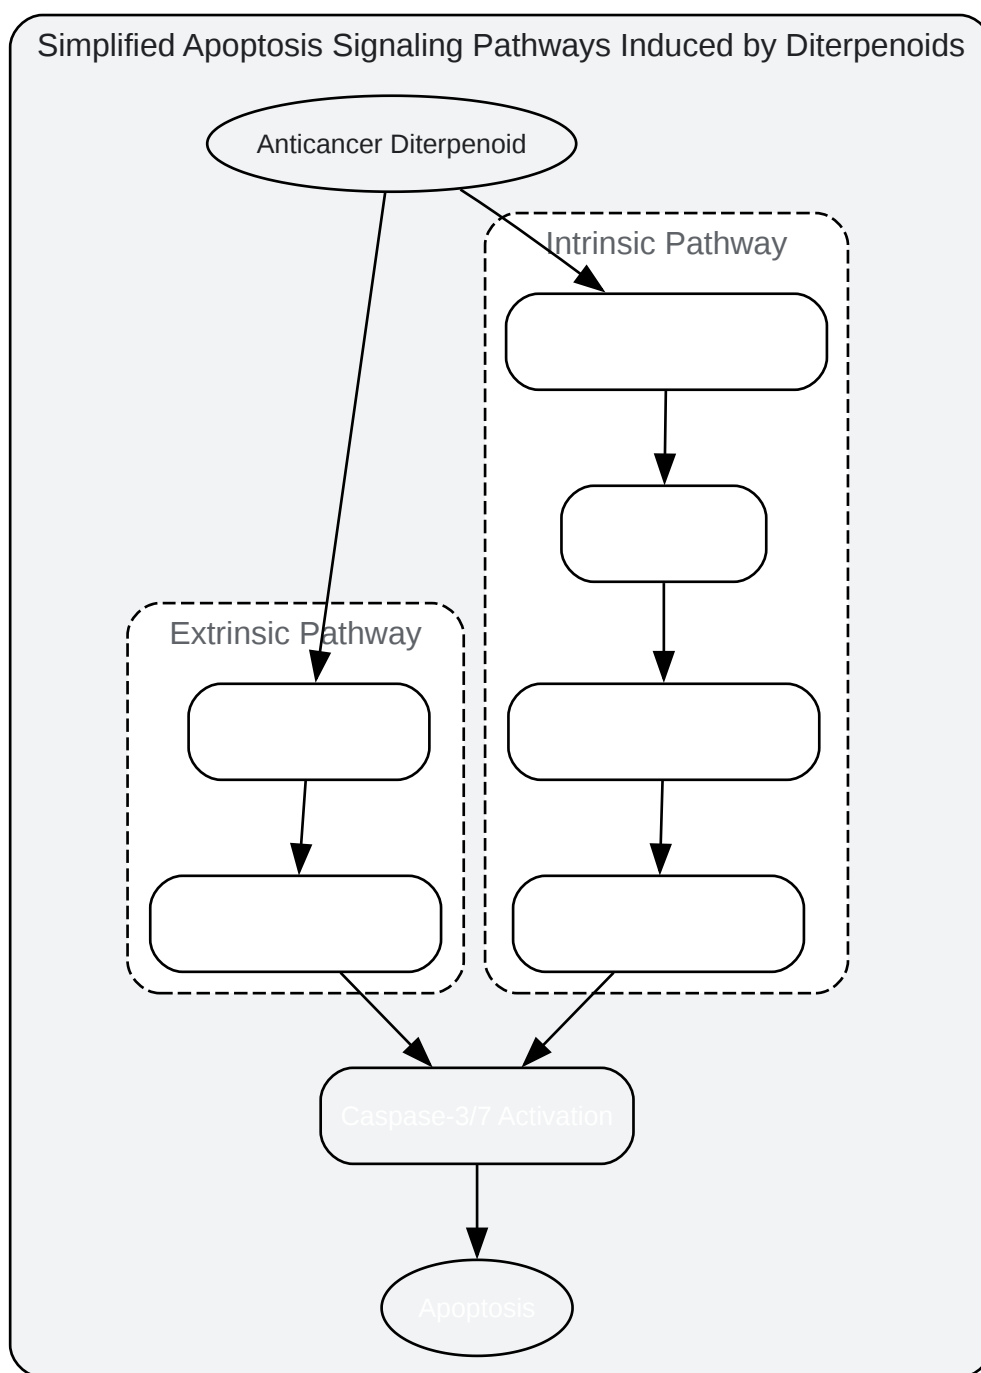 Simplified Apoptosis Signaling Pathways Induced by Diterpenoids
Anticancer Diterpenoid
Intrinsic Pathway
Extrinsic Pathway
Caspase-3/7 Activation
Apoptosis